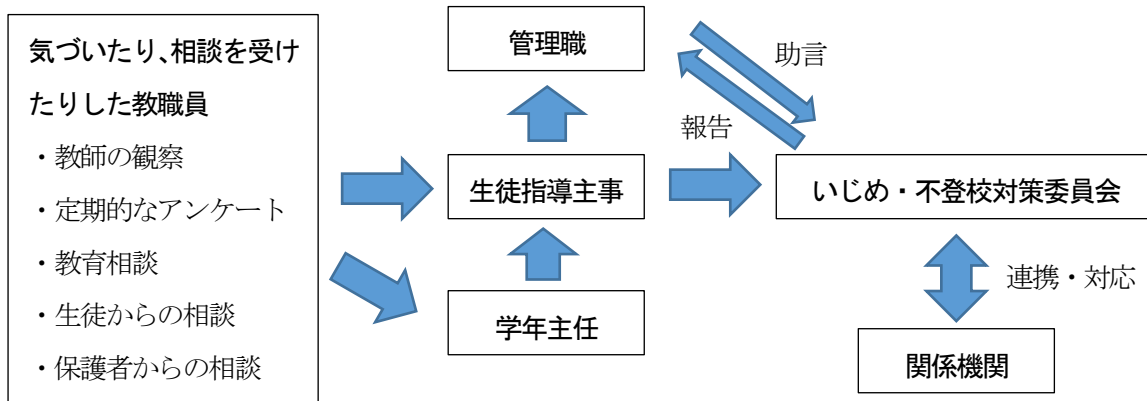 気づいたり、相談を受け
たりした教職員
・教師の観察
・定期的なアンケート
・教育相談
・生徒からの相談
・保護者からの相談
管理職
助言
報告
生徒指導主事
いじめ・不登校対策委員会
学年主任
連携・対応
関係機関